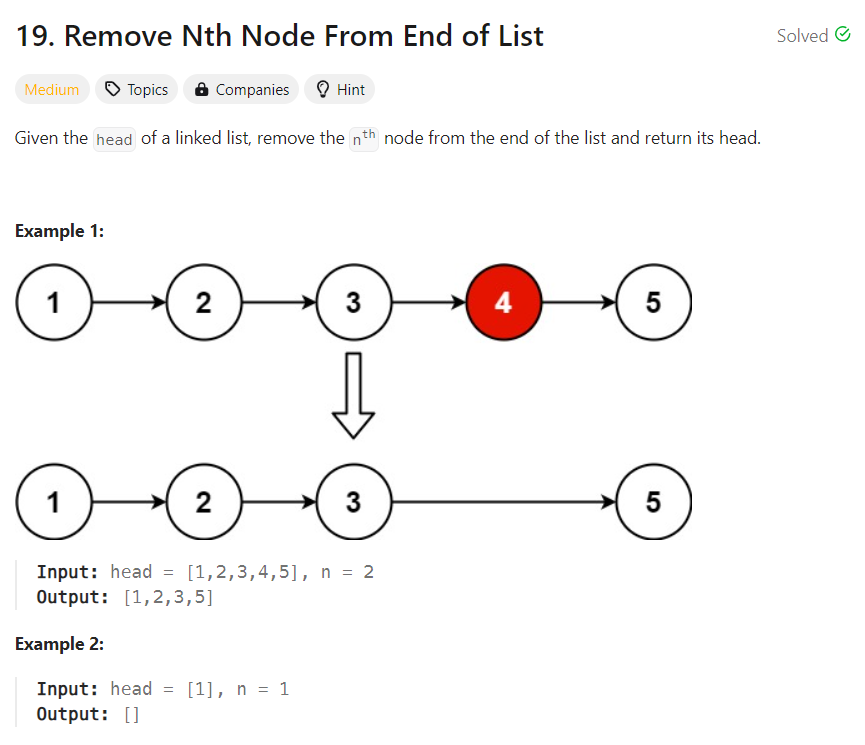 19. Remove Nth Node From End of List
Solved
Medium Topics Companies Hint
Given the head of a linked list, remove the nth node from the end of the list and return its head.
Example 1:
1 2 3 4 5
1 2 3 5
Input: head = [1,2,3,4,5], n = 2
Output: [1,2,3,5]
Example 2:
Input: head = [1], n = 1
Output: []